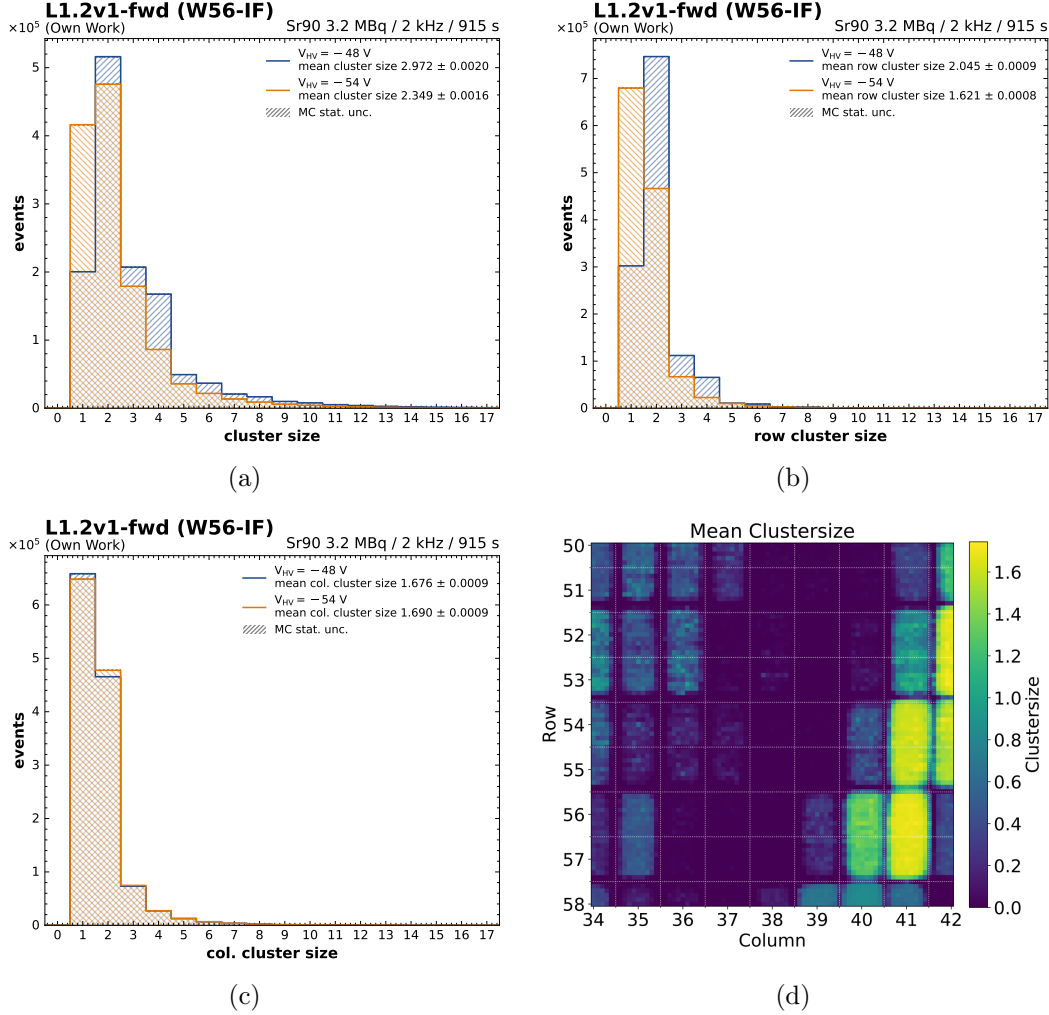 L1.2v1-fwd (W56-IF)
×10⁵ (Own Work) Sr90 3.2 MBq / 2 kHz / 915 s
V_HV = −48 V
mean cluster size 2.972 ± 0.0020
V_HV = −54 V
mean cluster size 2.349 ± 0.0016
MC stat. unc.
5
4
3
2
1
0
events
0 1 2 3 4 5 6 7 8 9 10 11 12 13 14 15 16 17
cluster size
(a)
L1.2v1-fwd (W56-IF)
×10⁵ (Own Work) Sr90 3.2 MBq / 2 kHz / 915 s
V_HV = −48 V
mean row cluster size 2.045 ± 0.0009
V_HV = −54 V
mean row cluster size 1.621 ± 0.0008
MC stat. unc.
7
6
5
4
3
2
1
0
events
0 1 2 3 4 5 6 7 8 9 10 11 12 13 14 15 16 17
row cluster size
(b)
L1.2v1-fwd (W56-IF)
×10⁵ (Own Work) Sr90 3.2 MBq / 2 kHz / 915 s
V_HV = −48 V
mean col. cluster size 1.676 ± 0.0009
V_HV = −54 V
mean col. cluster size 1.690 ± 0.0009
MC stat. unc.
6
5
4
3
2
1
0
events
0 1 2 3 4 5 6 7 8 9 10 11 12 13 14 15 16 17
col. cluster size
(c)
Mean Clustersize
50
51
52
53
54
55
56
57
58
Row
34 35 36 37 38 39 40 41 42
Column
1.6
1.4
1.2
1.0
0.8
0.6
0.4
0.2
0.0
Clustersize
(d)